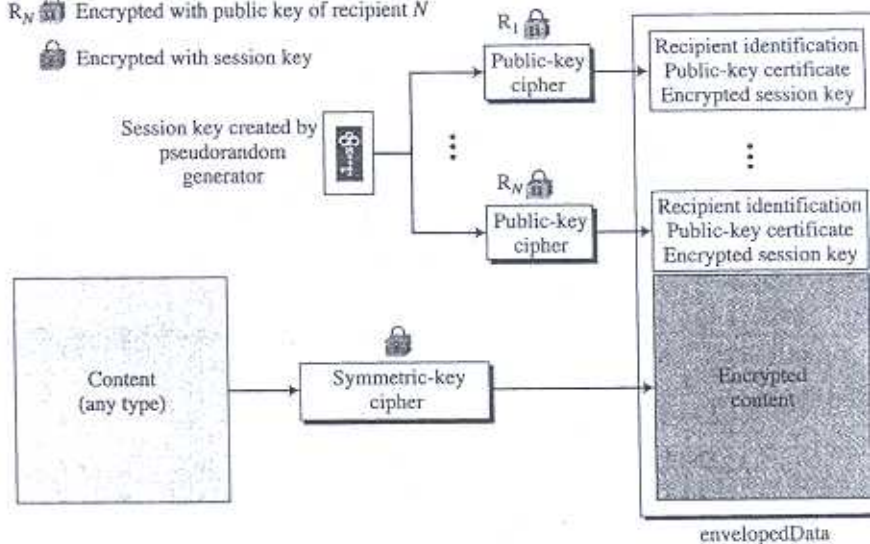 R_N Encrypted with public key of recipient N
Encrypted with session key
R_1
Public-key
cipher
Recipient identification
Public-key certificate
Encrypted session key
Session key created by
pseudorandom
generator
R_N
Public-key
cipher
Recipient identification
Public-key certificate
Encrypted session key
Content
(any type)
Symmetric-key
cipher
Encrypted
content
envelopedData